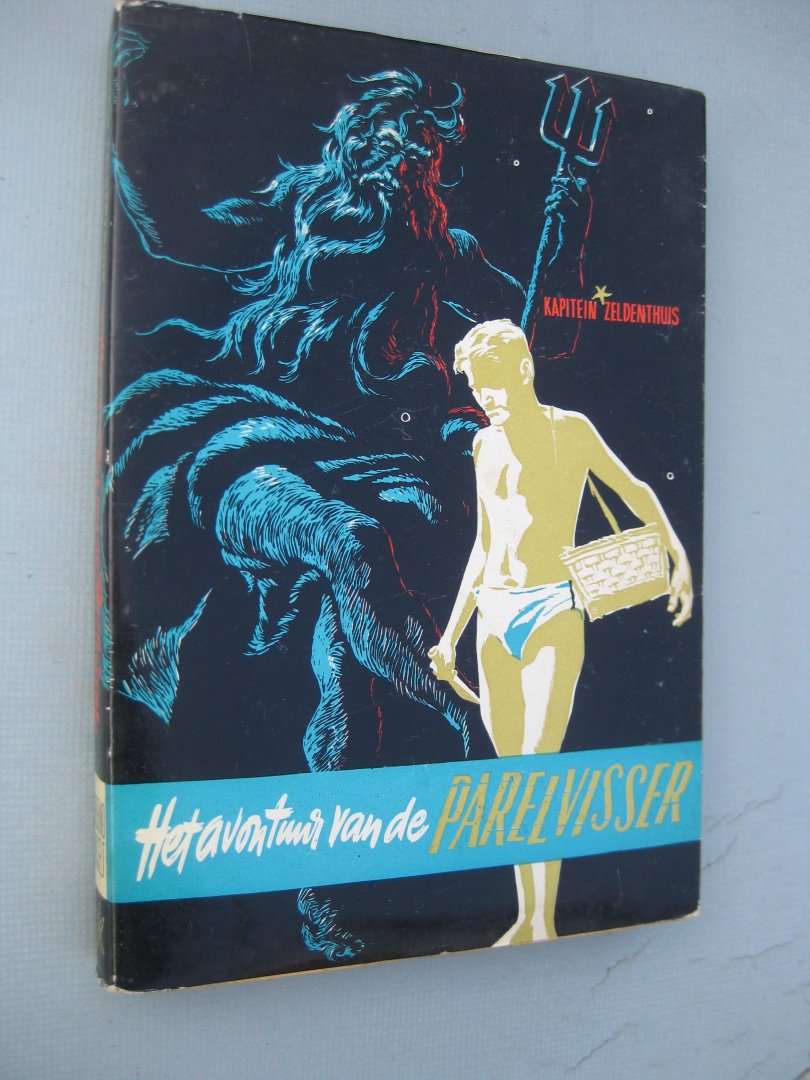 KAPITEIN ZELDENTHUIS
Het avontuur van de PARELVISSER